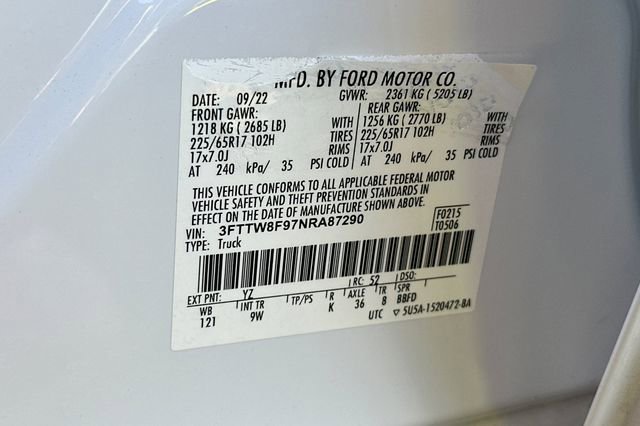 MFD. BY FORD MOTOR CO.
DATE: 09/22 GVWR: 2361 KG ( 5205 LB)
FRONT GAWR: REAR GAWR:
1218 KG ( 2685 LB) WITH 1256 KG ( 2770 LB) WITH
225/65R17 102H TIRES 225/65R17 102H TIRES
17x7.0J RIMS 17x7.0J RIMS
AT 240 kPa/ 35 PSI COLD AT 240 kPa/ 35 PSI COLD
THIS VEHICLE CONFORMS TO ALL APPLICABLE FEDERAL MOTOR
VEHICLE SAFETY AND THEFT PREVENTION STANDARDS IN
EFFECT ON THE DATE OF MANUFACTURE SHOWN ABOVE.
VIN: 3FTTW8F97NRA87290 F0215
TYPE: Truck T0506
EXT PNT: YZ RC: 52 DSO:
WB INT TR TP/PS R AXLE TR SPR
121 9W K 36 8 BBFD
UTC ▽ 5U5A-1520472-BA